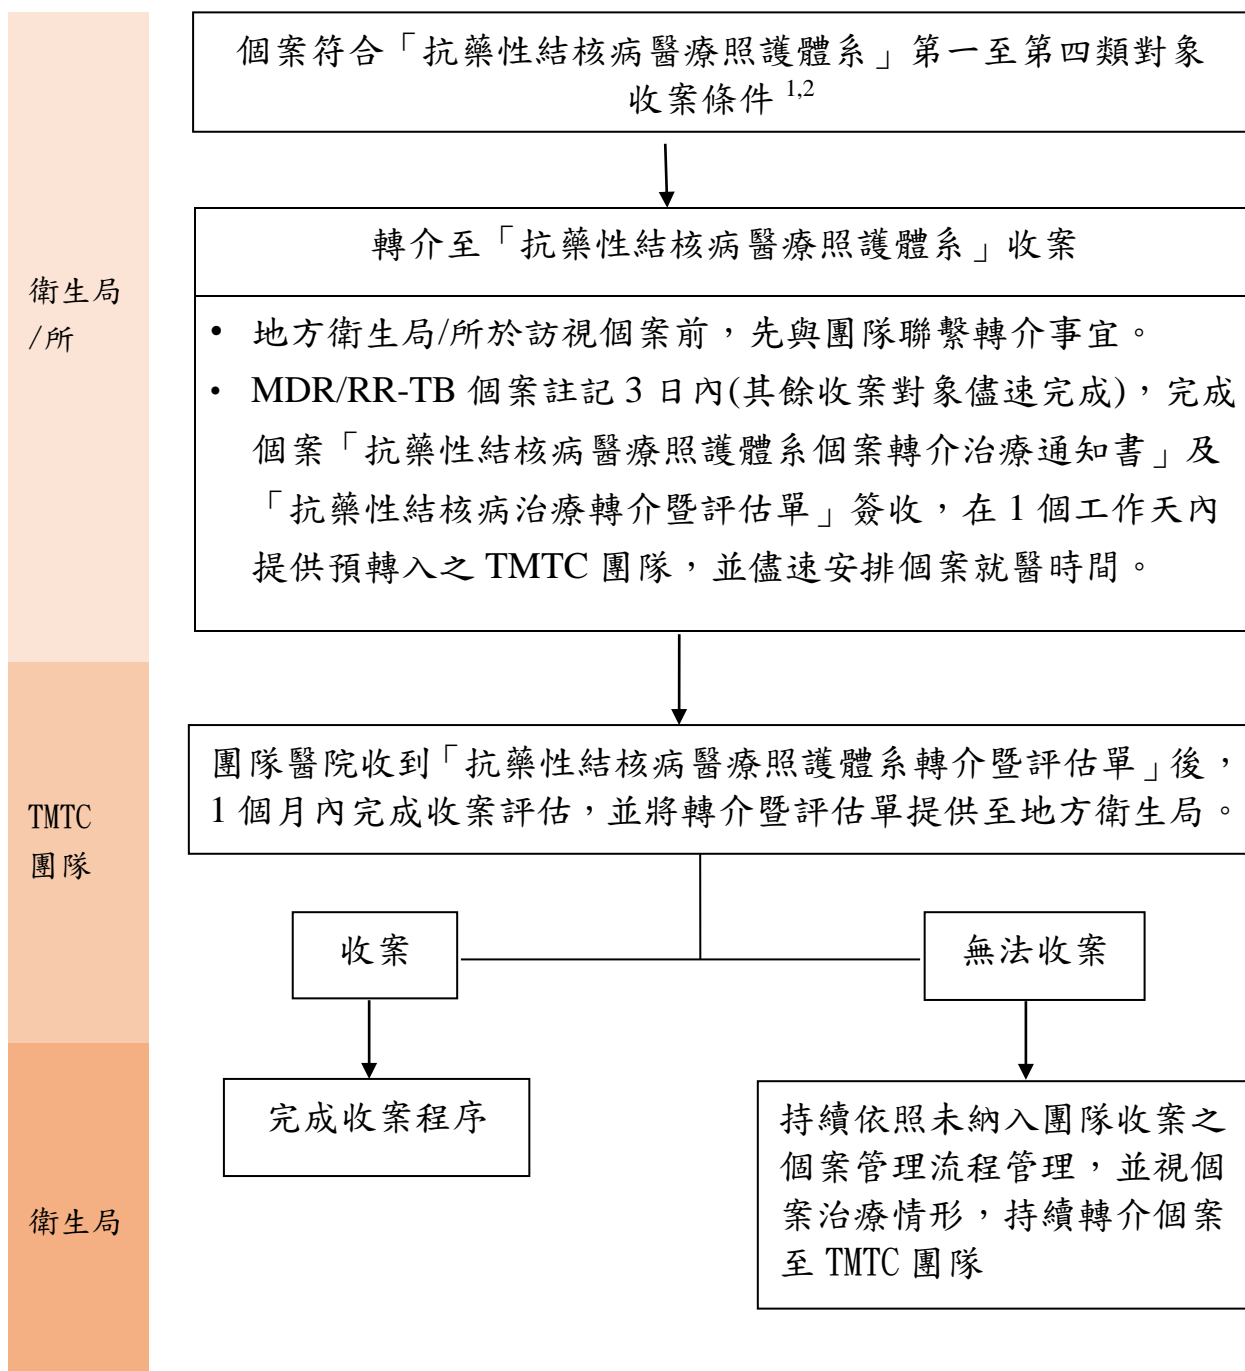 個案符合「抗藥性結核病醫療照護體系」第一至第四類對象
收案條件 1,2
衛生局
/所
轉介至「抗藥性結核病醫療照護體系」收案
• 地方衛生局/所於訪視個案前，先與團隊聯繫轉介事宜。
• MDR/RR-TB 個案註記 3 日內(其餘收案對象儘速完成)，完成
個案「抗藥性結核病醫療照護體系個案轉介治療通知書」及
「抗藥性結核病治療轉介暨評估單」簽收，在 1 個工作天內
提供預轉入之 TMTC 團隊，並儘速安排個案就醫時間。
TMTC
團隊
團隊醫院收到「抗藥性結核病醫療照護體系轉介暨評估單」後，
1 個月內完成收案評估，並將轉介暨評估單提供至地方衛生局。
收案
無法收案
衛生局
完成收案程序
持續依照未納入團隊收案之
個案管理流程管理，並視個
案治療情形，持續轉介個案
至 TMTC 團隊